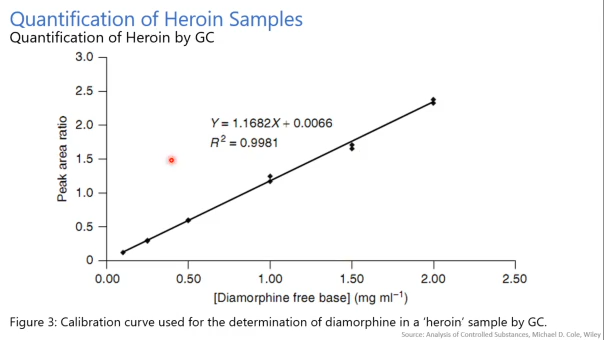 Quantification of Heroin Samples
Quantification of Heroin by GC
3.0
2.5
2.0
1.5
1.0
0.5
0
Peak area ratio
Y = 1.1682X + 0.0066
R² = 0.9981
0.00 0.50 1.00 1.50 2.00 2.50
[Diamorphine free base] (mg ml⁻¹)
Figure 3: Calibration curve used for the determination of diamorphine in a ‘heroin’ sample by GC.
Source: Analysis of Controlled Substances, Michael D. Cole, Wiley